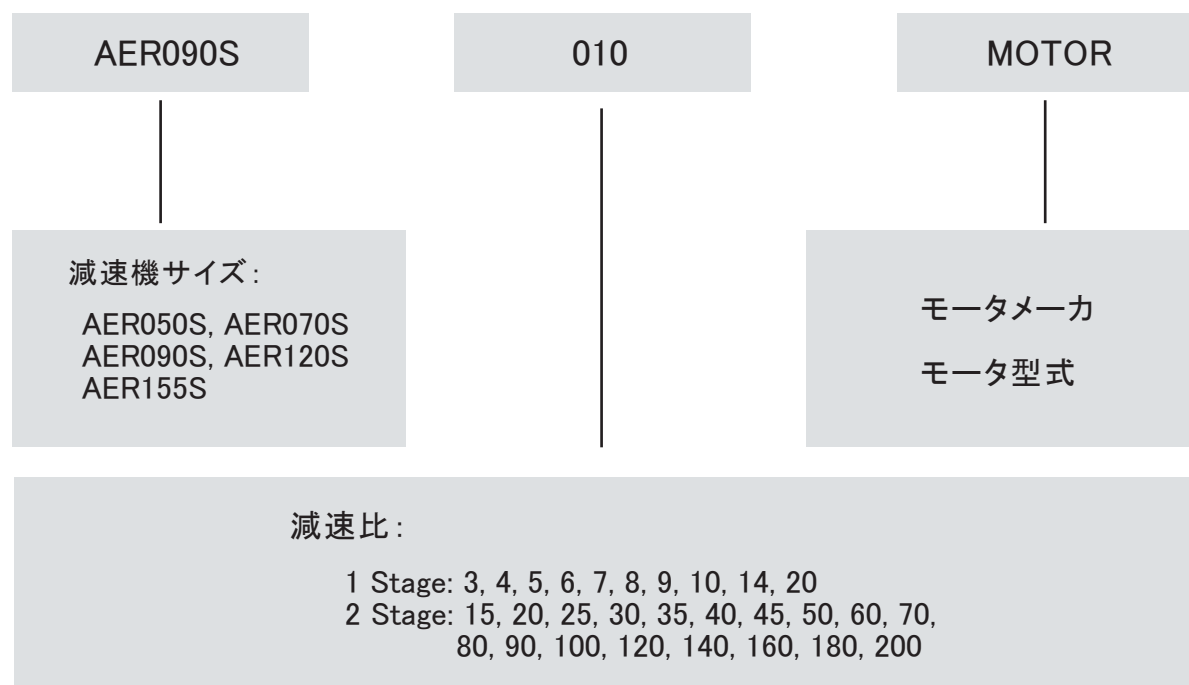 AER090S
010
MOTOR
減速機サイズ:
AER050S, AER070S
AER090S, AER120S
AER155S
モータメーカ
モータ型式
減速比:
1 Stage: 3, 4, 5, 6, 7, 8, 9, 10, 14, 20
2 Stage: 15, 20, 25, 30, 35, 40, 45, 50, 60, 70,
80, 90, 100, 120, 140, 160, 180, 200